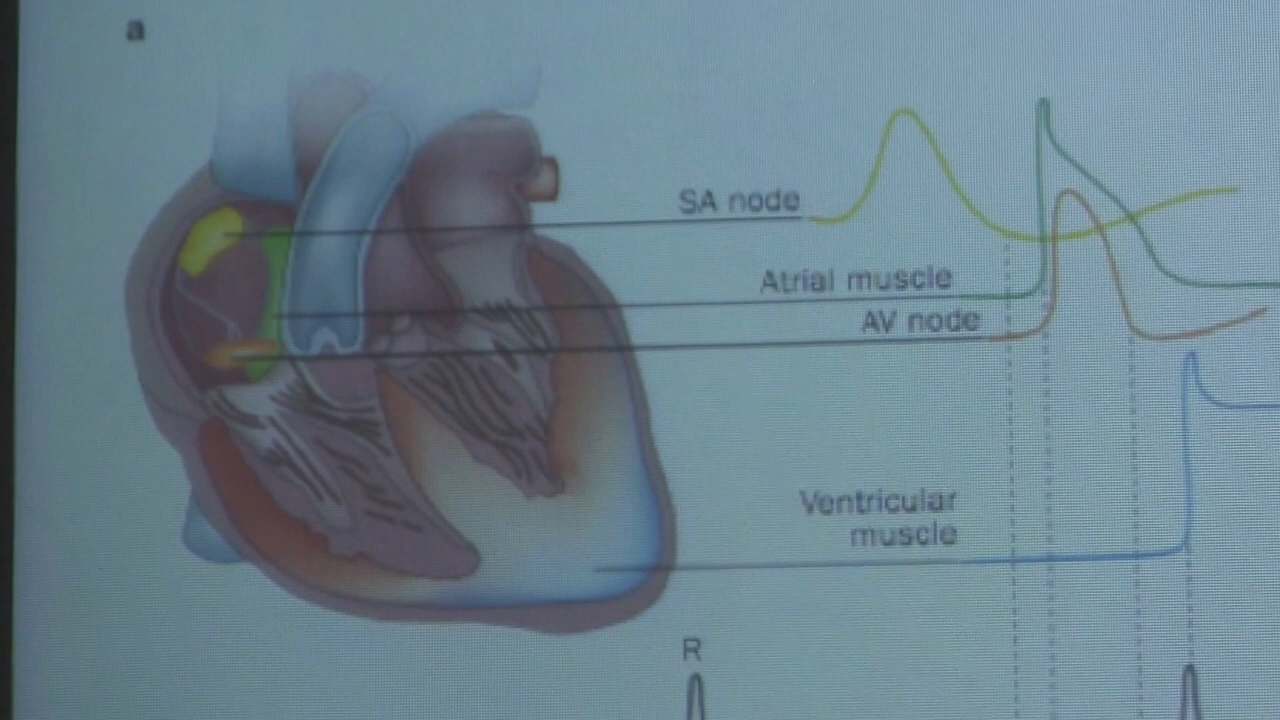 a
SA node
Atrial muscle
AV node
Ventricular
muscle
R